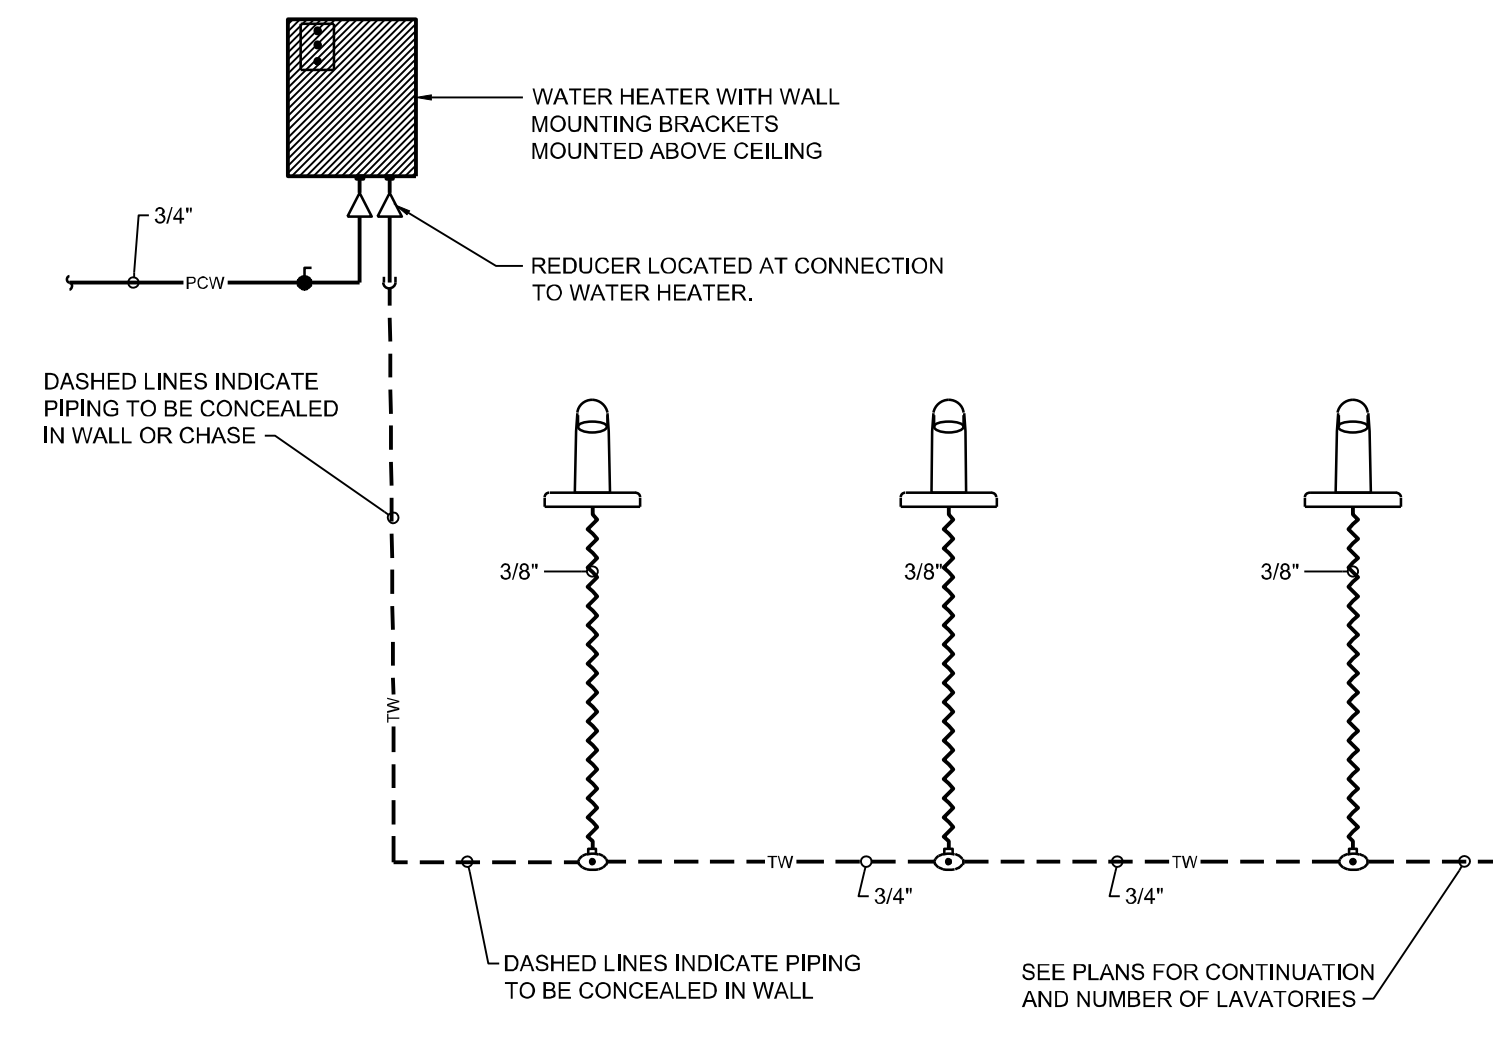 WATER HEATER WITH WALL
MOUNTING BRACKETS
MOUNTED ABOVE CEILING
3/4"
PCW
REDUCER LOCATED AT CONNECTION
TO WATER HEATER.
DASHED LINES INDICATE
PIPING TO BE CONCEALED
IN WALL OR CHASE
3/8"
3/8"
3/8"
TW
TW
TW
3/4"
3/4"
DASHED LINES INDICATE PIPING
TO BE CONCEALED IN WALL
SEE PLANS FOR CONTINUATION
AND NUMBER OF LAVATORIES